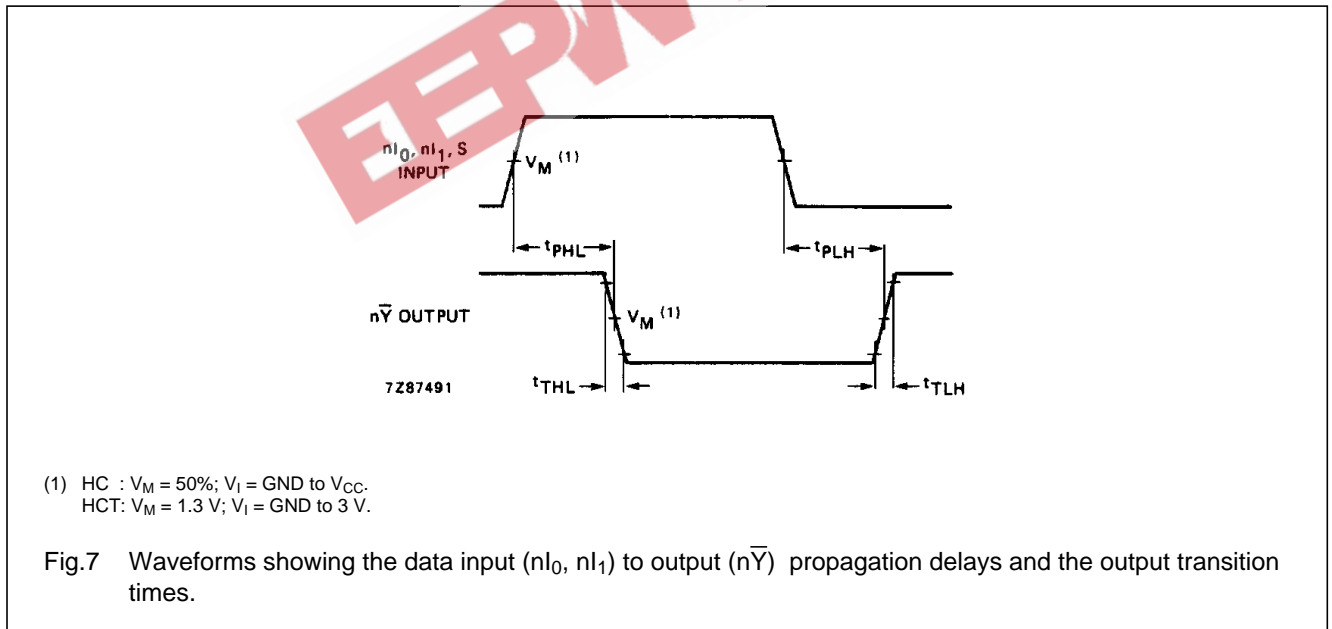 EEPW
nI0, nI1, S
INPUT
VM (1)
tPHL
tPLH
nY̅ OUTPUT
VM (1)
7Z87491
tTHL
tTLH
(1) HC : VM = 50%; VI = GND to VCC.
HCT: VM = 1.3 V; VI = GND to 3 V.
Fig.7 Waveforms showing the data input (nI0, nI1) to output (nY̅) propagation delays and the output transition
times.